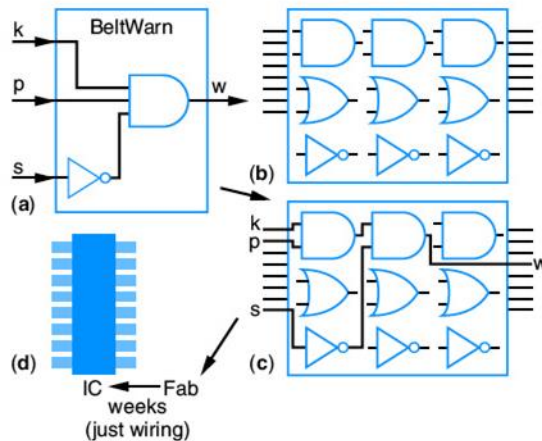 k
BeltWarn
p
w
s
(a)
(b)
k
p
w
s
(c)
(d)
IC
Fab
weeks
(just wiring)